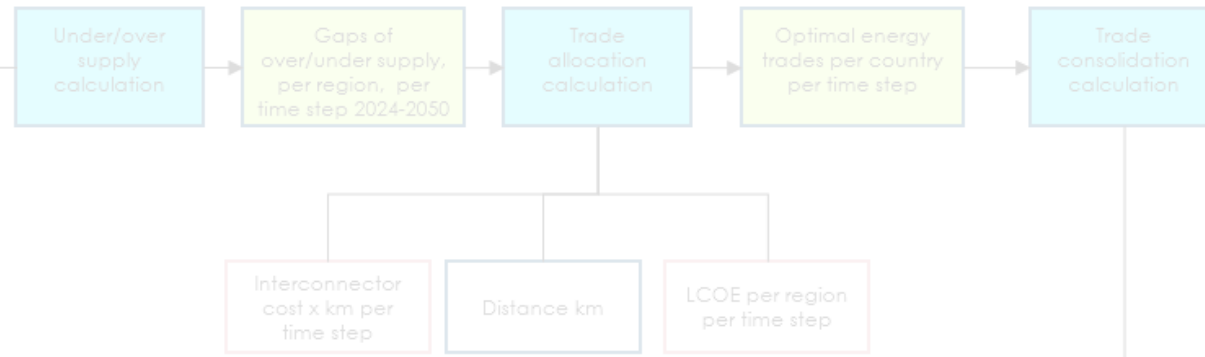 Under/over
supply
calculation
Gaps of
over/under supply,
per region, per
time step 2024-2050
Trade
allocation
calculation
Optimal energy
trades per country
per time step
Trade
consolidation
calculation
Interconnector
cost x km per
time step
Distance km
LCOE per region
per time step